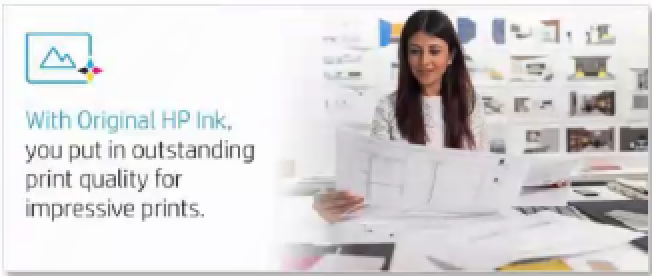 With Original HP Ink,
you put in outstanding
print quality for
impressive prints.